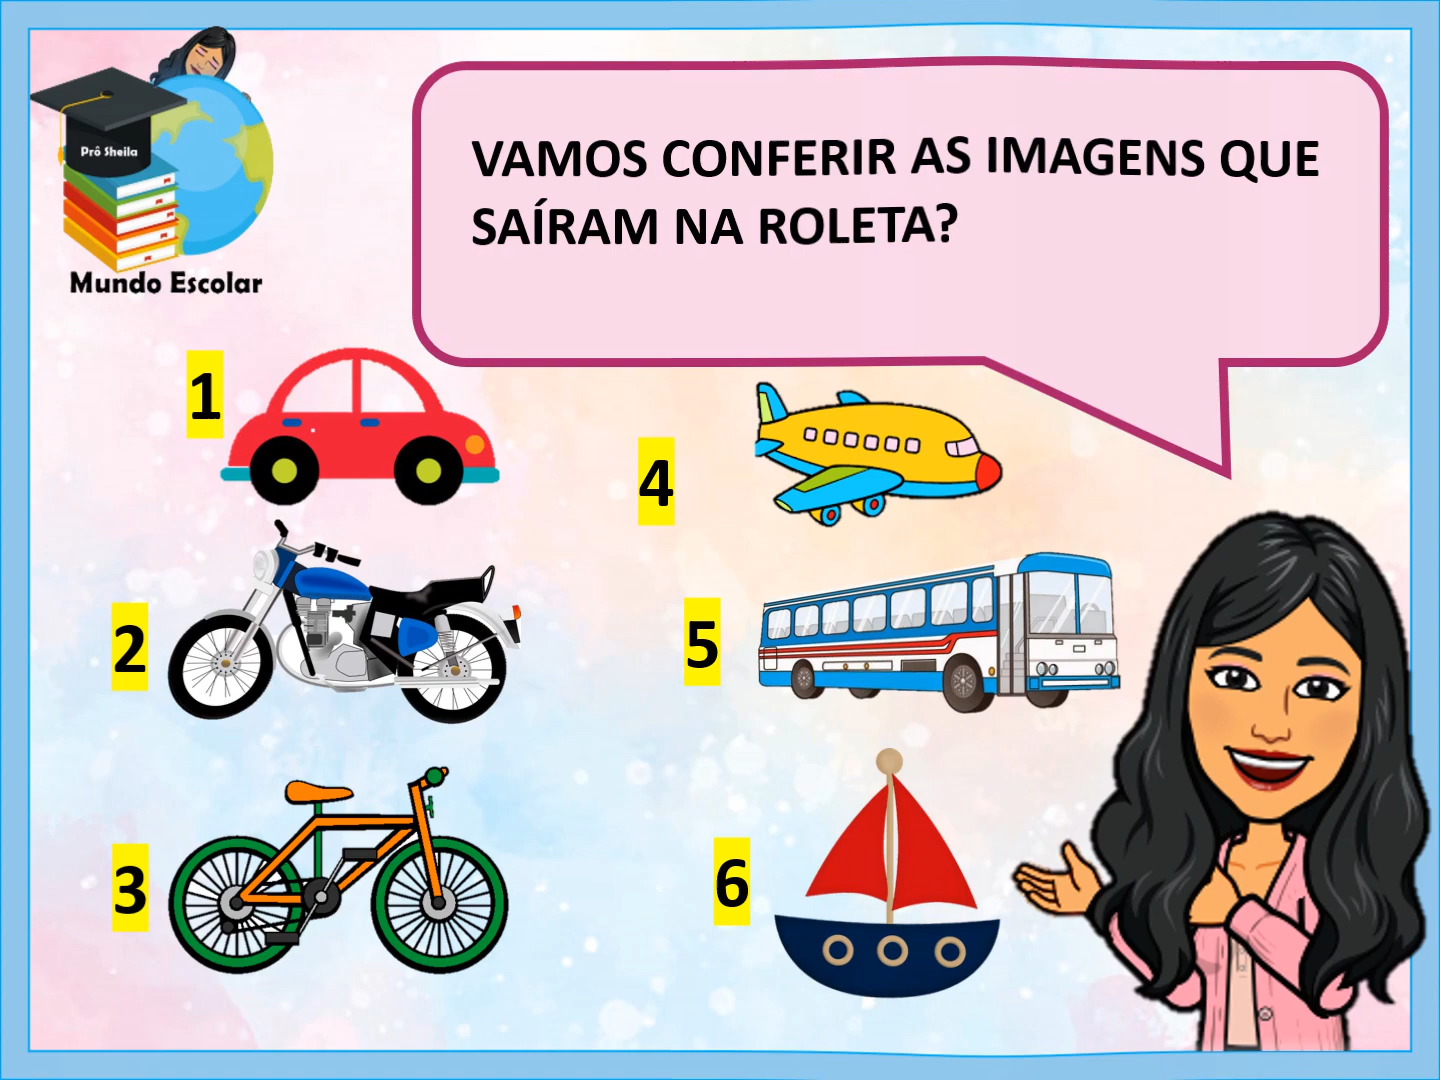 Prô Sheila
Mundo Escolar
VAMOS CONFERIR AS IMAGENS QUE
SAÍRAM NA ROLETA?
1
4
2
5
3
6